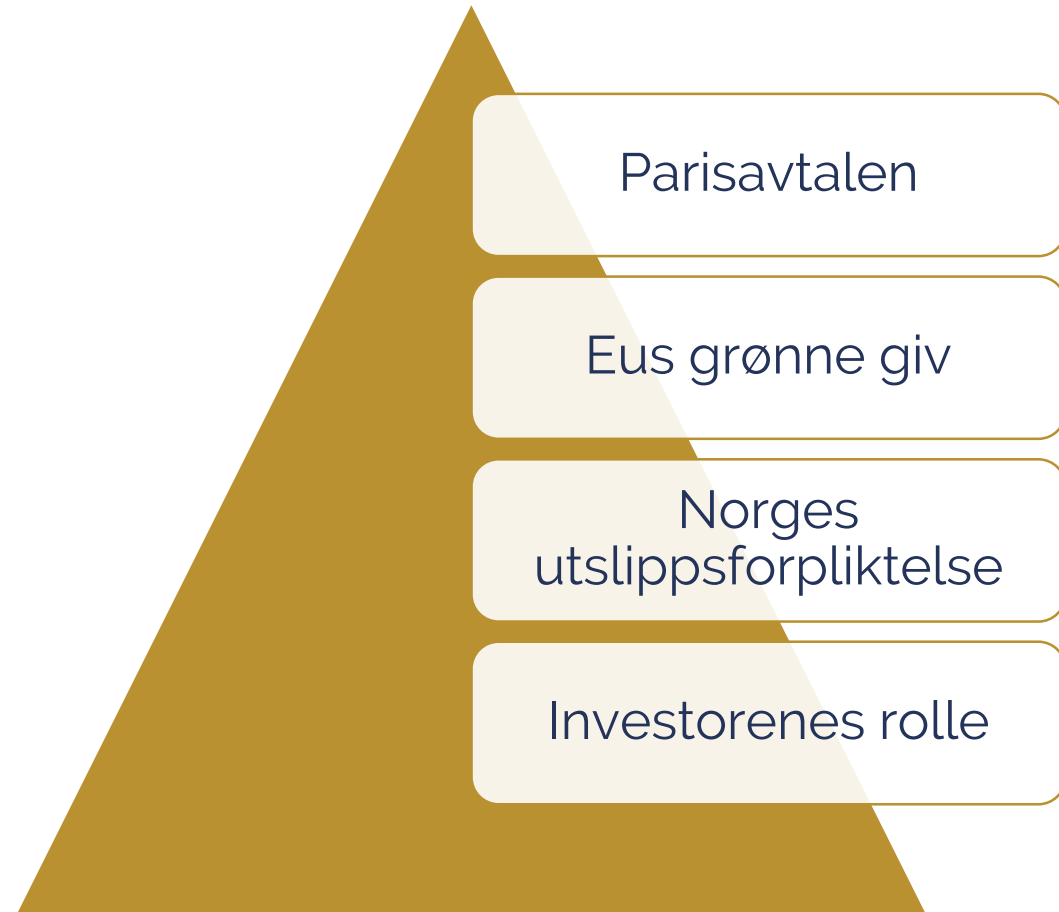 Parisavtalen
Eus grønne giv
Norges
utslippsforpliktelse
Investorenes rolle